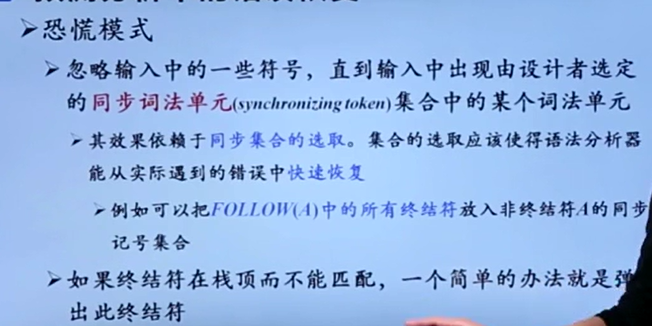 ➢恐慌模式
➢忽略输入中的一些符号，直到输入中出现由设计者选定
的同步词法单元(synchronizing token)集合中的某个词法单元
➢其效果依赖于同步集合的选取。集合的选取应该使得语法分析器
能从实际遇到的错误中快速恢复
➢例如可以把FOLLOW(A)中的所有终结符放入非终结符A的同步
记号集合
➢如果终结符在栈顶而不能匹配，一个简单的办法就是弹
出此终结符